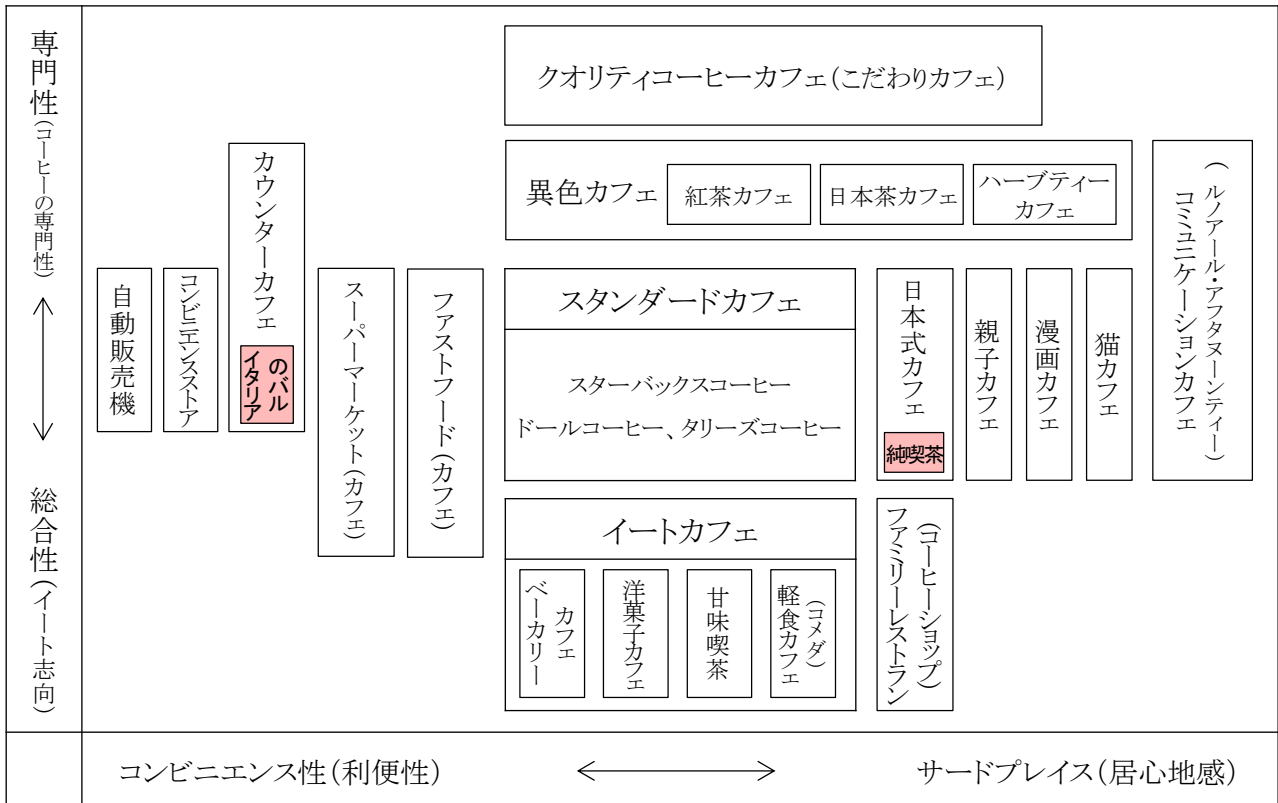 専門性(コーヒーの専門性)
総合性(イート志向)
クオリティコーヒーカフェ(こだわりカフェ)
異色カフェ
紅茶カフェ
日本茶カフェ
ハーブティー
カフェ
自動販売機
コンビニエンスストア
カウンターカフェ
イタリア
のバル
スーパーマーケット(カフェ)
ファストフード(カフェ)
スタンダードカフェ
スターバックスコーヒー
ドールコーヒー、タリーズコーヒー
日本式カフェ
純喫茶
親子カフェ
漫画カフェ
猫カフェ
コミュニケーションカフェ
(ルノアール・アフタヌーンティー)
イートカフェ
ベーカリー
カフェ
洋菓子カフェ
甘味喫茶
軽食カフェ
(コメダ)
ファミリーレストラン
(コーヒーショップ)
コンビニエンス性(利便性)
サードプレイス(居心地感)